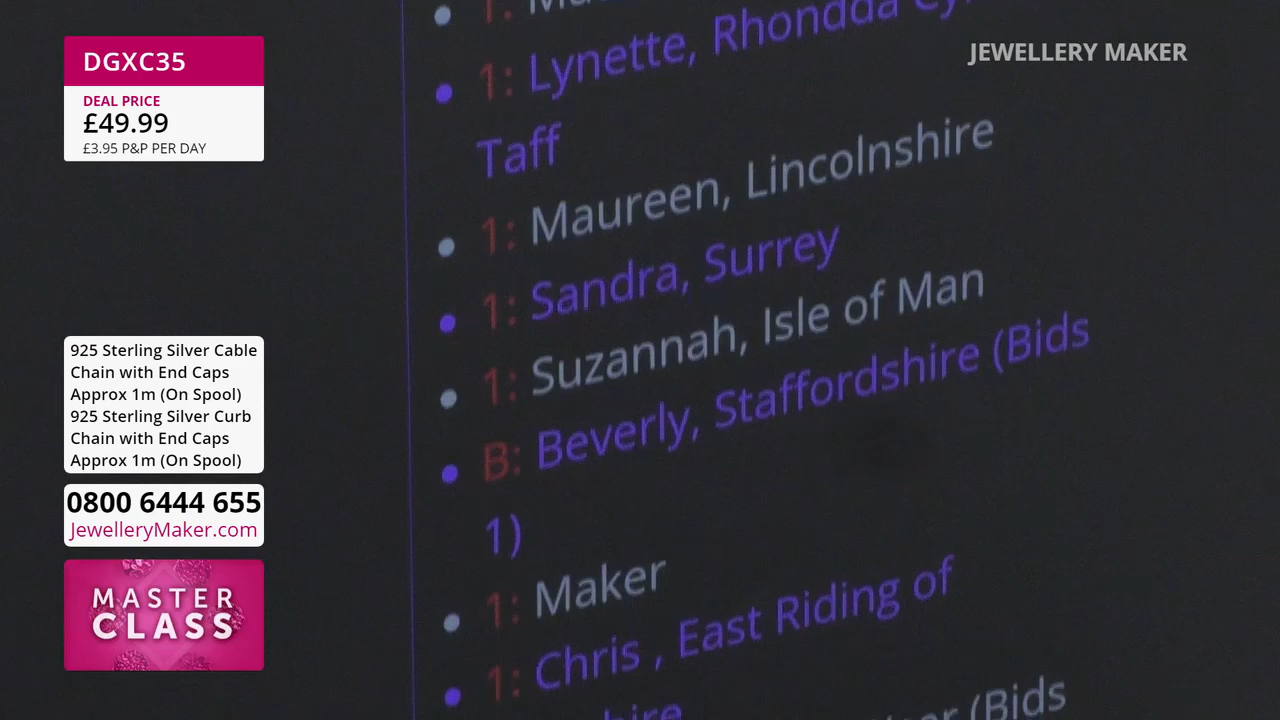 DGXC35
DEAL PRICE
£49.99
£3.95 P&P PER DAY
JEWELLERY MAKER
1:
1: Lynette, Rhondda
Taff
1: Maureen, Lincolnshire
1: Sandra, Surrey
1: Suzannah, Isle of Man
B: Beverly, Staffordshire (Bids
1)
1: Maker
1: Chris , East Riding of
(Bids
925 Sterling Silver Cable
Chain with End Caps
Approx 1m (On Spool)
925 Sterling Silver Curb
Chain with End Caps
Approx 1m (On Spool)
0800 6444 655
JewelleryMaker.com
MASTER
CLASS